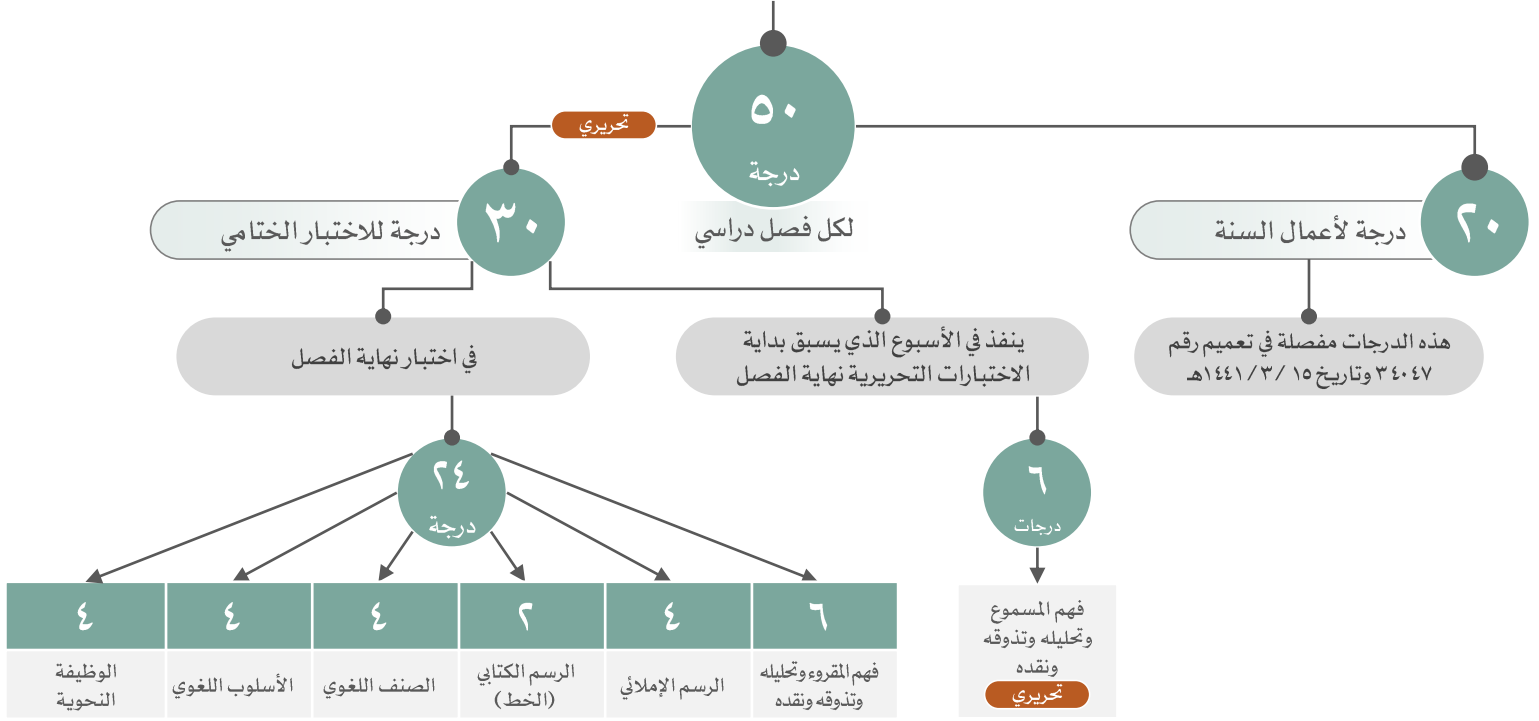 ٥٠
درجة
لكل فصل دراسي
٢٠
درجة لأعمال السنة
هذه الدرجات مفصلة في تعميم رقم
٣٤٠٤٧ وتاريخ ١٥ /٣ /١٤٤١هـ
تحريري
٣٠
درجة للاختبار الختامي
ينفذ في الأسبوع الذي يسبق بداية
الاختبارات التحريرية نهاية الفصل
٦
درجات
فهم المسموع
وتحليله وتذوقه
ونقده
تحريري
في اختبار نهاية الفصل
٢٤
درجة
٦
فهم المقروء وتحليله
وتذوقه ونقده
٤
الرسم الإملائي
٢
الرسم الكتابي
(الخط)
٤
الصنف اللغوي
٤
الأسلوب اللغوي
٤
الوظيفة
النحوية